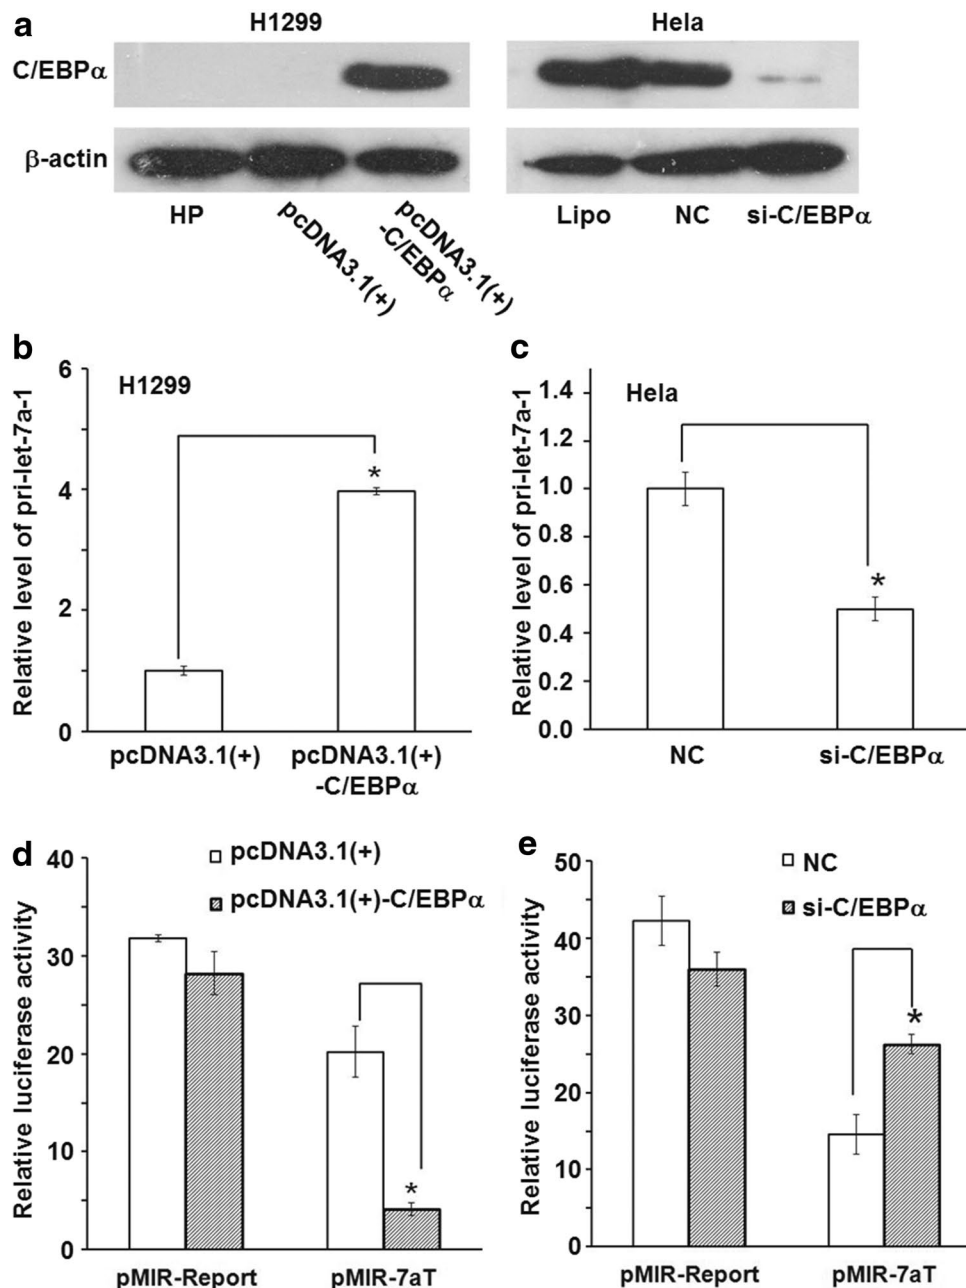 a
H1299
Hela
C/EBPα
β-actin
HP
pcDNA3.1(+)
pcDNA3.1(+)
-C/EBPα
Lipo
NC
si-C/EBPα
b
Relative level of pri-let-7a-1
6
4
2
0
H1299
*
pcDNA3.1(+)
pcDNA3.1(+)
-C/EBPα
c
Relative level of pri-let-7a-1
1.4
1.2
1.0
0.8
0.6
0.4
0.2
0.0
Hela
*
NC
si-C/EBPα
d
Relative luciferase activity
40
30
20
10
0
pcDNA3.1(+)
pcDNA3.1(+)-C/EBPα
*
pMIR-Report
pMIR-7aT
e
Relative luciferase activity
50
40
30
20
10
0
NC
si-C/EBPα
*
pMIR-Report
pMIR-7aT